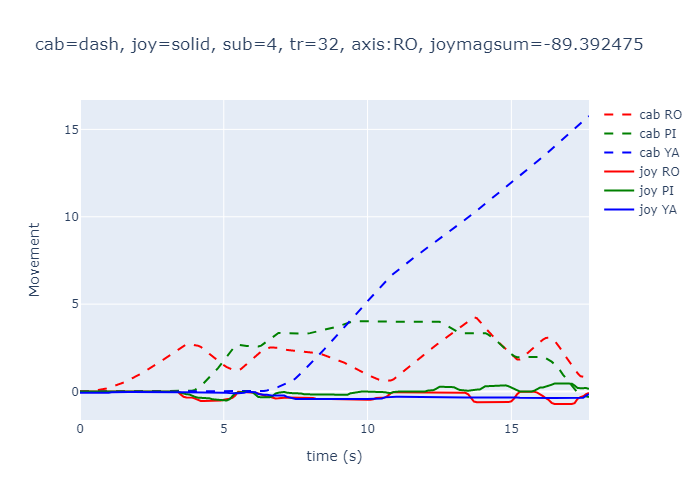 cab=dash, joy=solid, sub=4, tr=32, axis:RO, joymagsum=-89.392475
cab RO
cab PI
cab YA
joy RO
joy PI
joy YA
Movement
15
10
5
0
0
5
10
15
time (s)